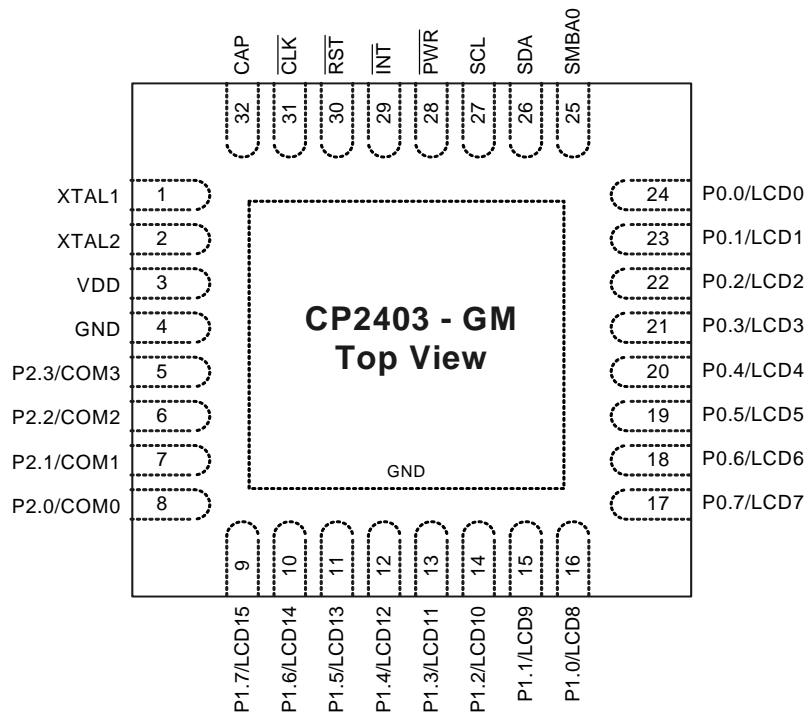 CAP
CLK
RST
INT
PWR
SCL
SDA
SMBA0
32
31
30
29
28
27
26
25
XTAL1 1
XTAL2 2
VDD 3
GND 4
P2.3/COM3 5
P2.2/COM2 6
P2.1/COM1 7
P2.0/COM0 8
CP2403 - GM
Top View
GND
24 P0.0/LCD0
23 P0.1/LCD1
22 P0.2/LCD2
21 P0.3/LCD3
20 P0.4/LCD4
19 P0.5/LCD5
18 P0.6/LCD6
17 P0.7/LCD7
9
10
11
12
13
14
15
16
P1.7/LCD15
P1.6/LCD14
P1.5/LCD13
P1.4/LCD12
P1.3/LCD11
P1.2/LCD10
P1.1/LCD9
P1.0/LCD8